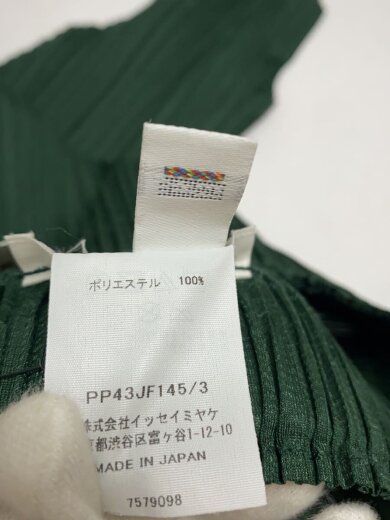 ポリエステル 100%
PP43JF145/3
株式会社イッセイミヤケ
京都渋谷区富ヶ谷1-12-10
MADE IN JAPAN
7579098